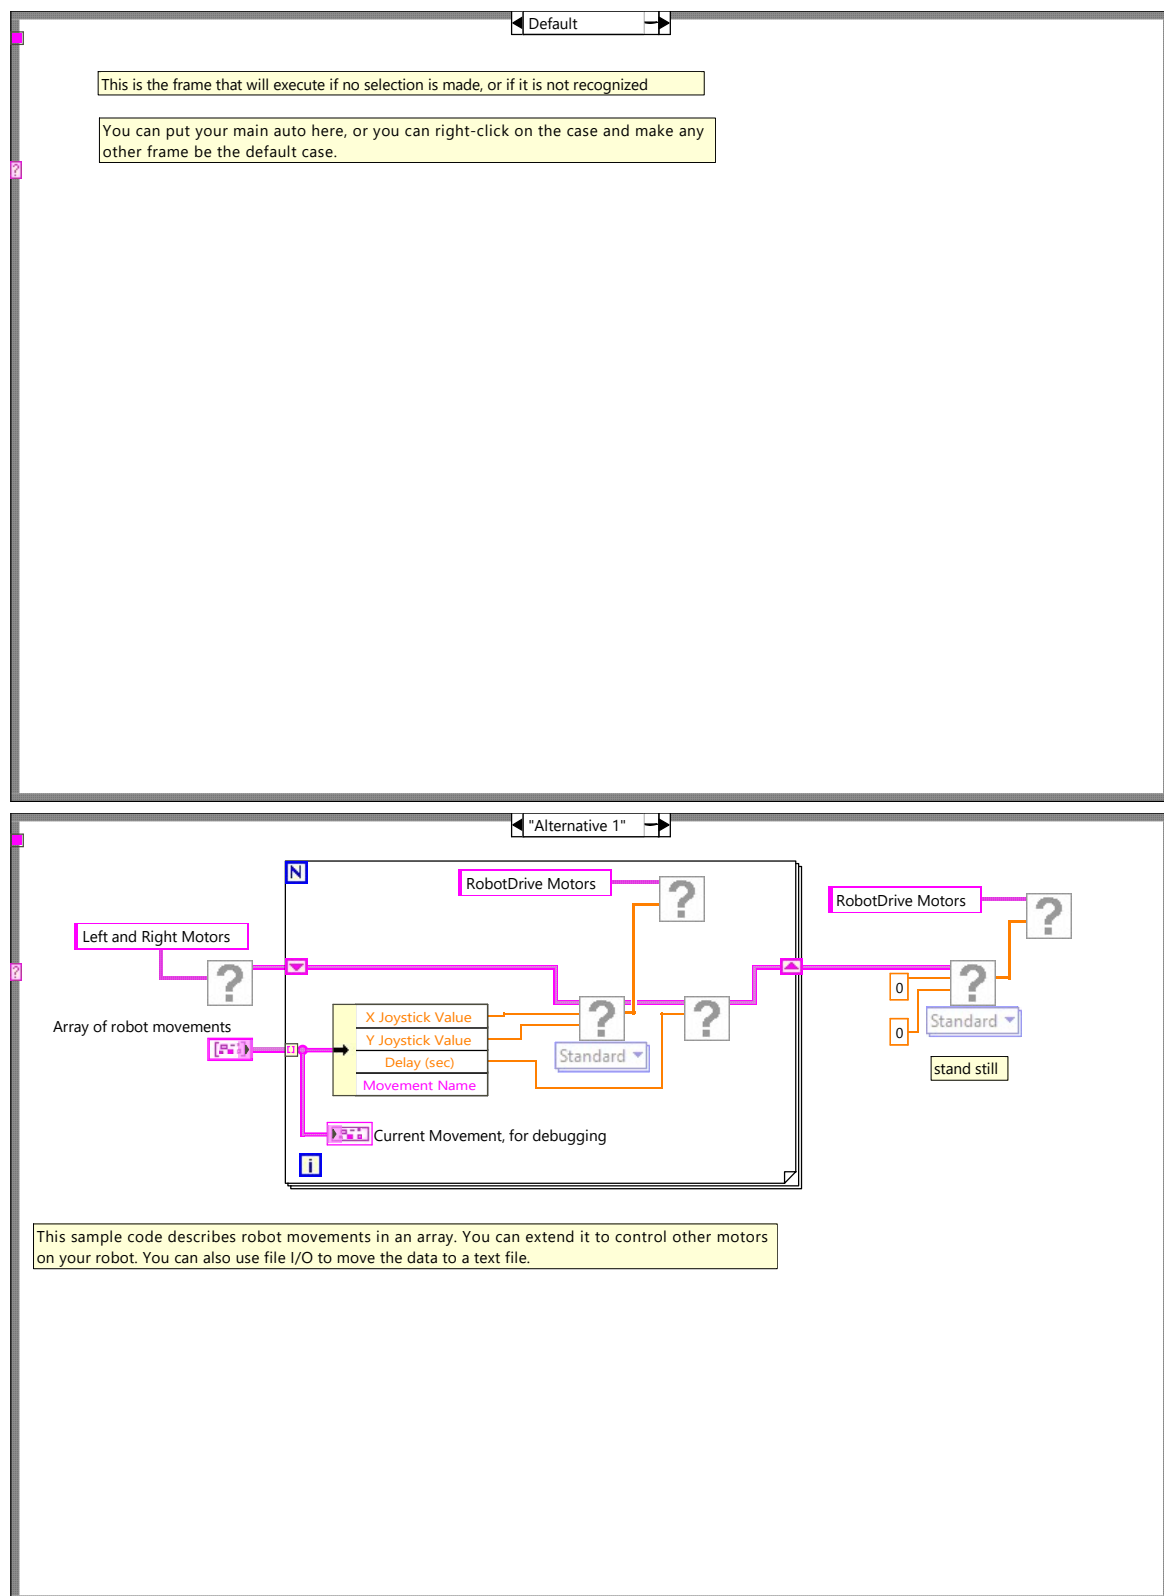 Default
This is the frame that will execute if no selection is made, or if it is not recognized
You can put your main auto here, or you can right-click on the case and make any
other frame be the default case.
?
"Alternative 1"
N
RobotDrive Motors
?
RobotDrive Motors
?
Left and Right Motors
?
?
?
0
X Joystick Value
?
?
Array of robot movements
Y Joystick Value
Standard
0
Standard
Delay (sec)
stand still
Movement Name
Current Movement, for debugging
i
This sample code describes robot movements in an array. You can extend it to control other motors
on your robot. You can also use file I/O to move the data to a text file.